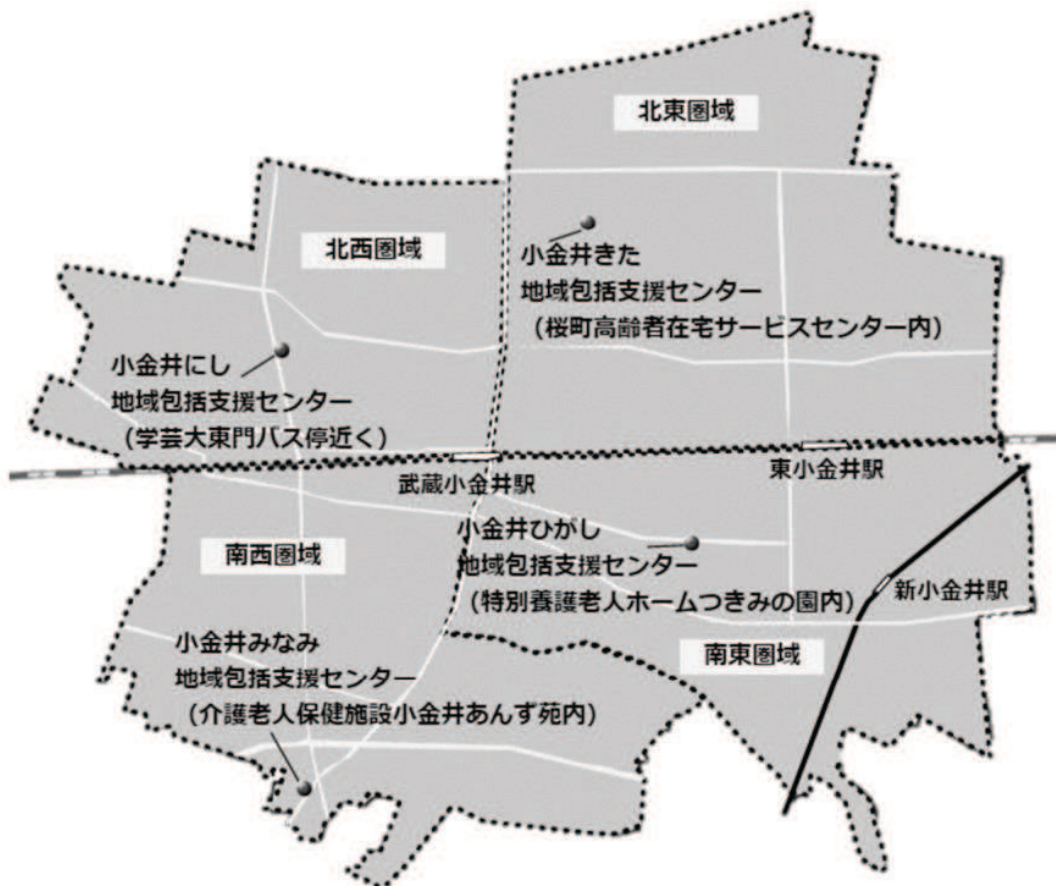 北東圏域
北西圏域
小金井きた
地域包括支援センター
（桜町高齢者在宅サービスセンター内）
小金井にし
地域包括支援センター
（学芸大東門バス停近く）
武蔵小金井駅
東小金井駅
南西圏域
小金井ひがし
地域包括支援センター
（特別養護老人ホームつきみの園内）
新小金井駅
小金井みなみ
地域包括支援センター
（介護老人保健施設小金井あんず苑内）
南東圏域